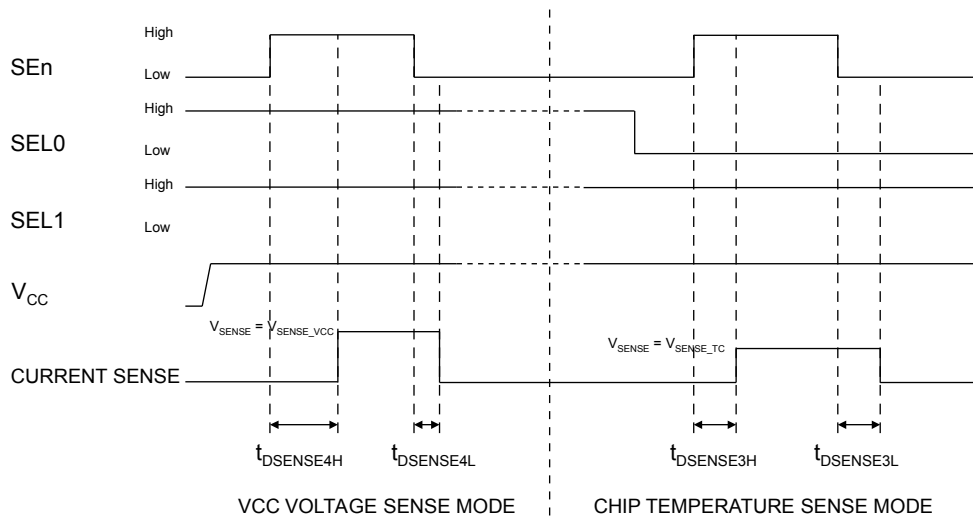 High
SEn
Low
High
SEL0
Low
High
SEL1
Low
VCC
VSENSE = VSENSE_VCC
VSENSE = VSENSE_TC
CURRENT SENSE
tDSENSE4H
tDSENSE4L
tDSENSE3H
tDSENSE3L
VCC VOLTAGE SENSE MODE
CHIP TEMPERATURE SENSE MODE